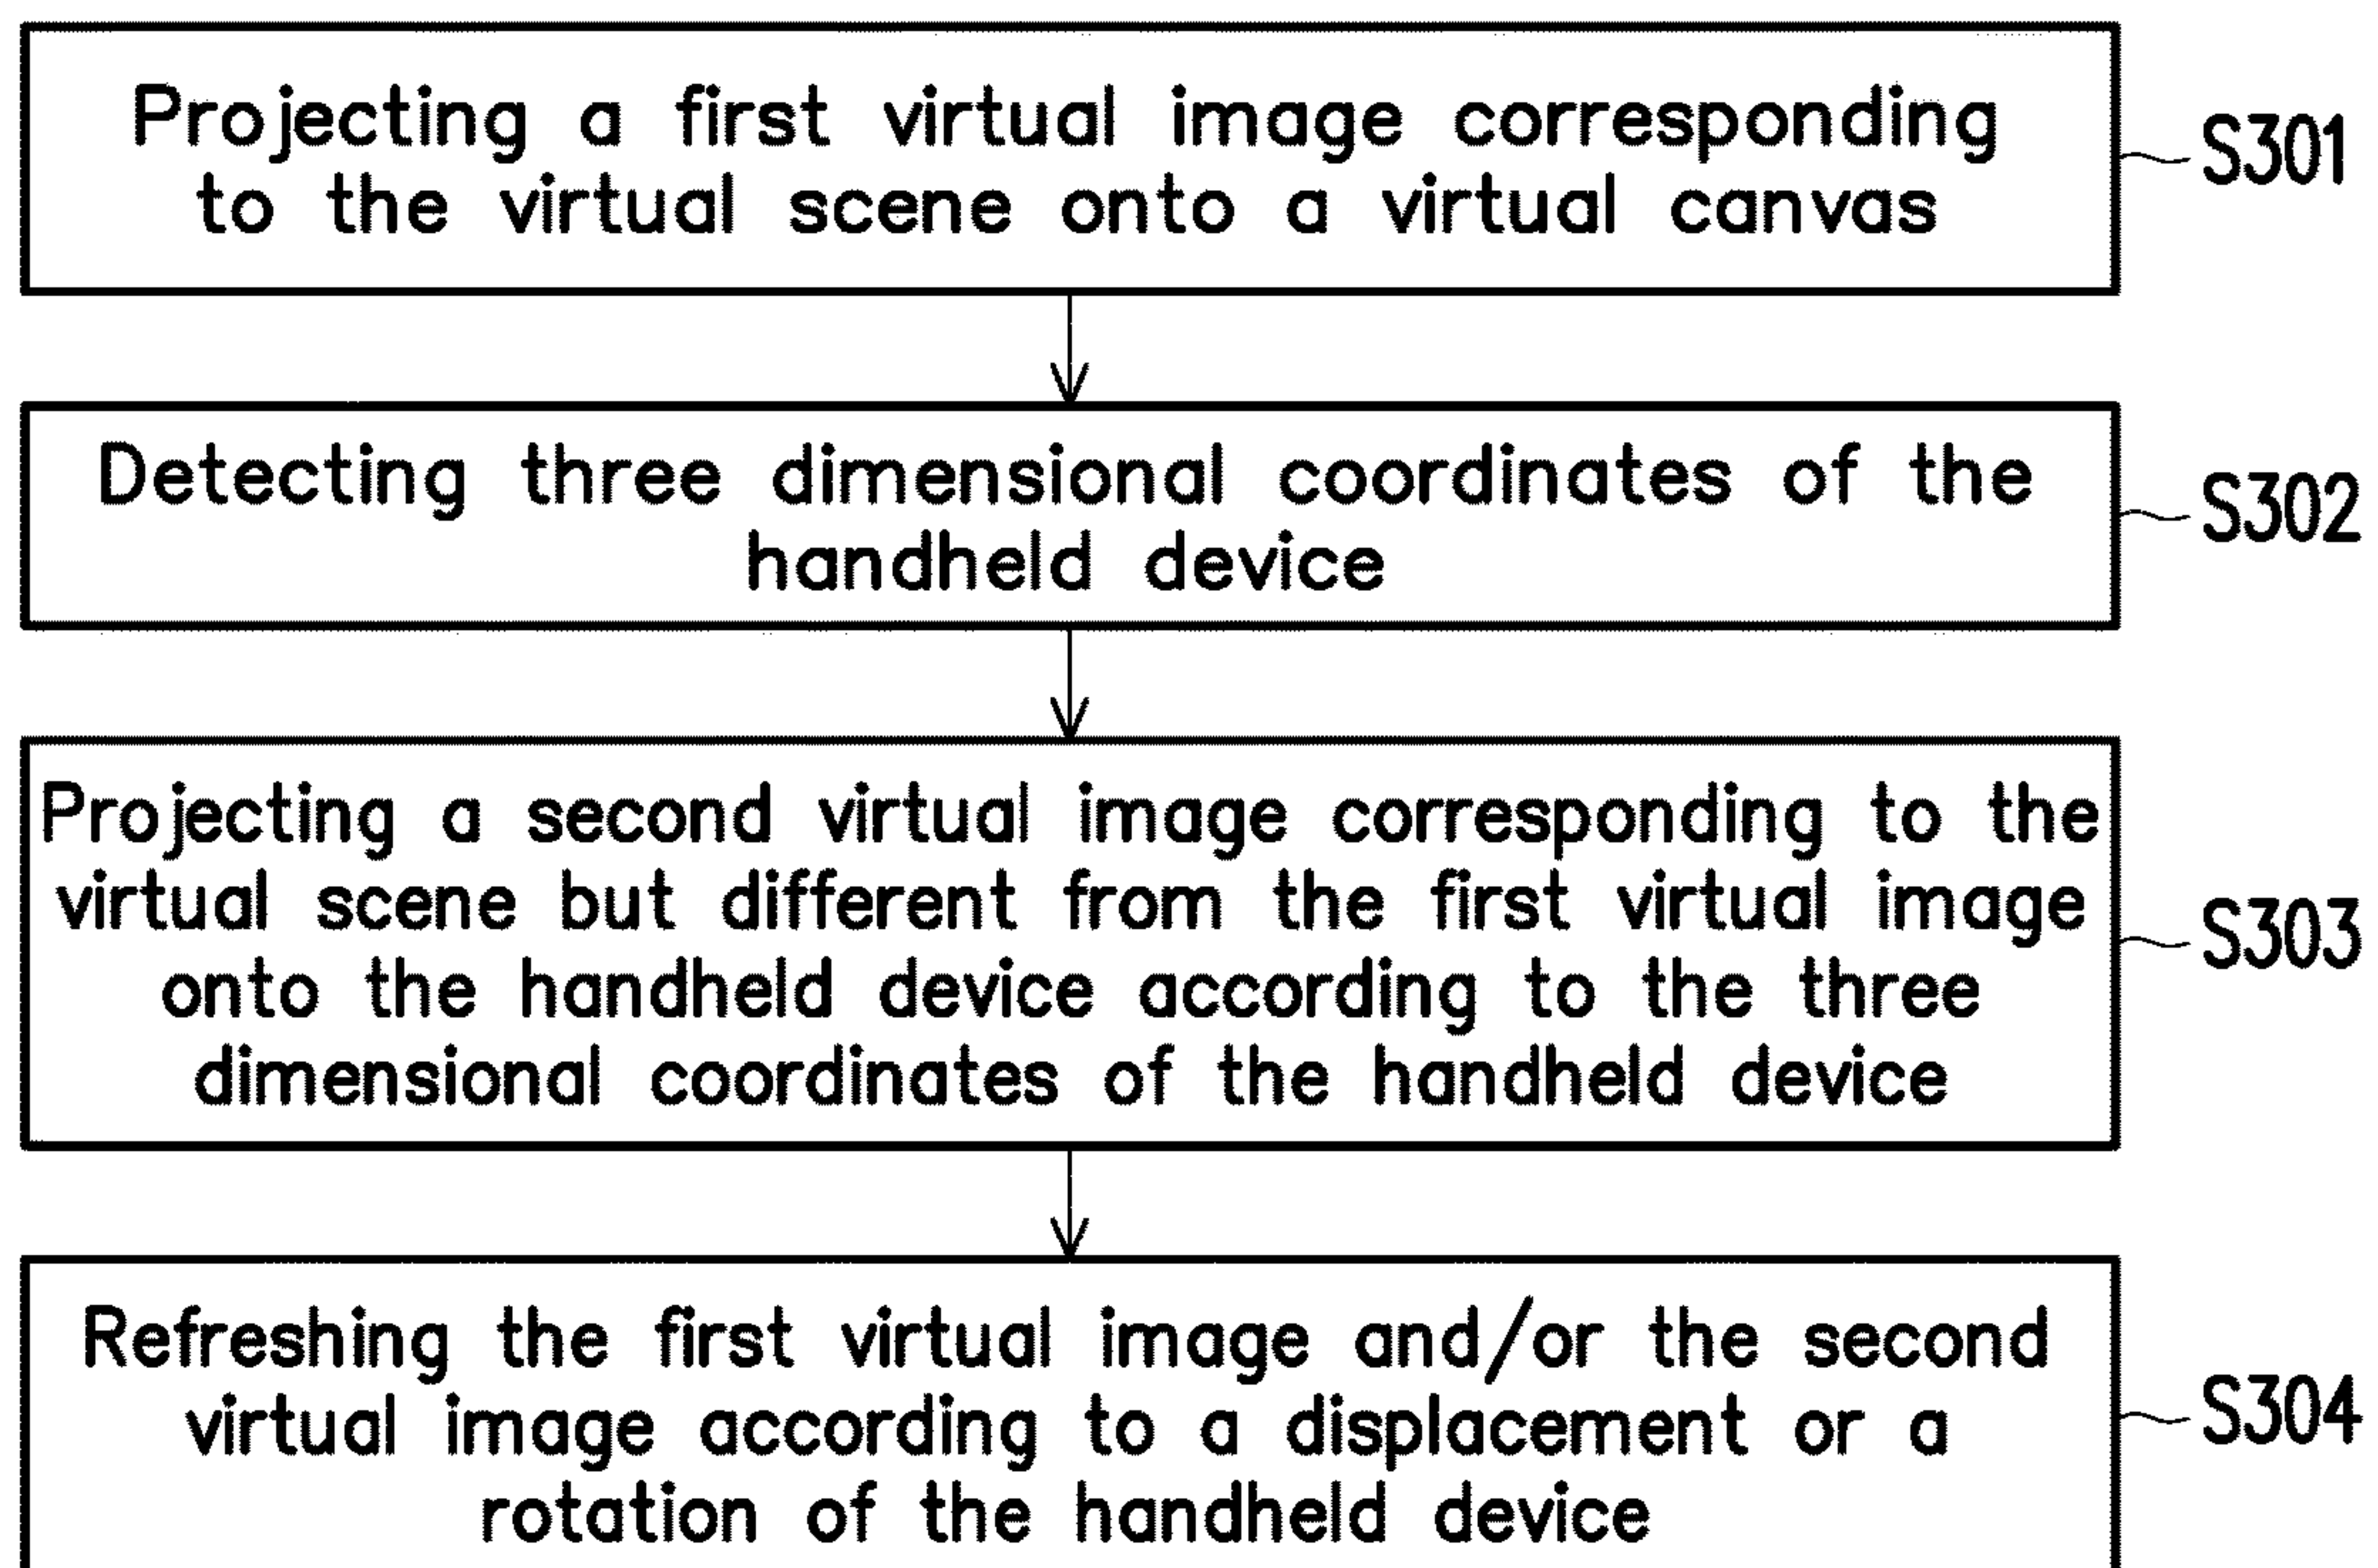 Projecting a first virtual image corresponding
to the virtual scene onto a virtual canvas
S301
Detecting three dimensional coordinates of the
handheld device
S302
Projecting a second virtual image corresponding to the
virtual scene but different from the first virtual image
onto the handheld device according to the three
dimensional coordinates of the handheld device
S303
Refreshing the first virtual image and/or the second
virtual image according to a displacement or a
rotation of the handheld device
S304